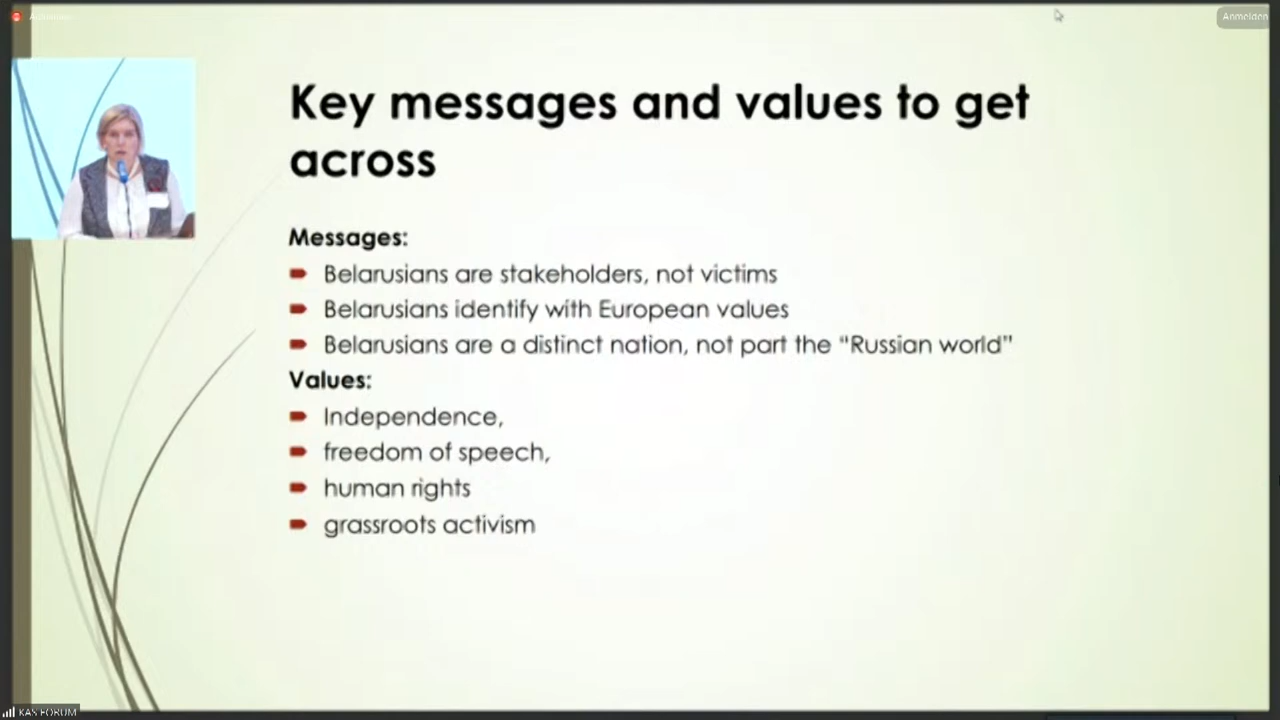 Anmelden
Key messages and values to get
across
Messages:
Belarusians are stakeholders, not victims
Belarusians identify with European values
Belarusians are a distinct nation, not part the “Russian world”
Values:
Independence,
freedom of speech,
human rights
grassroots activism
KAS FORUM